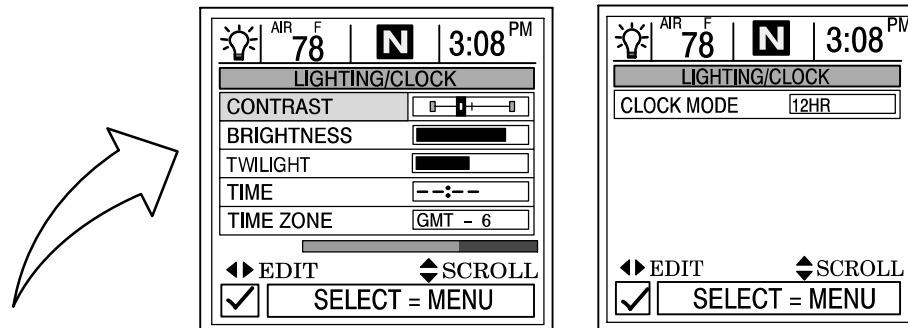 AIR F
78 N 3:08 PM
LIGHTING/CLOCK
CONTRAST
BRIGHTNESS
TWILIGHT
TIME --:--
TIME ZONE GMT - 6
EDIT SCROLL
SELECT = MENU
AIR F
78 N 3:08 PM
LIGHTING/CLOCK
CLOCK MODE 12HR
EDIT SCROLL
SELECT = MENU